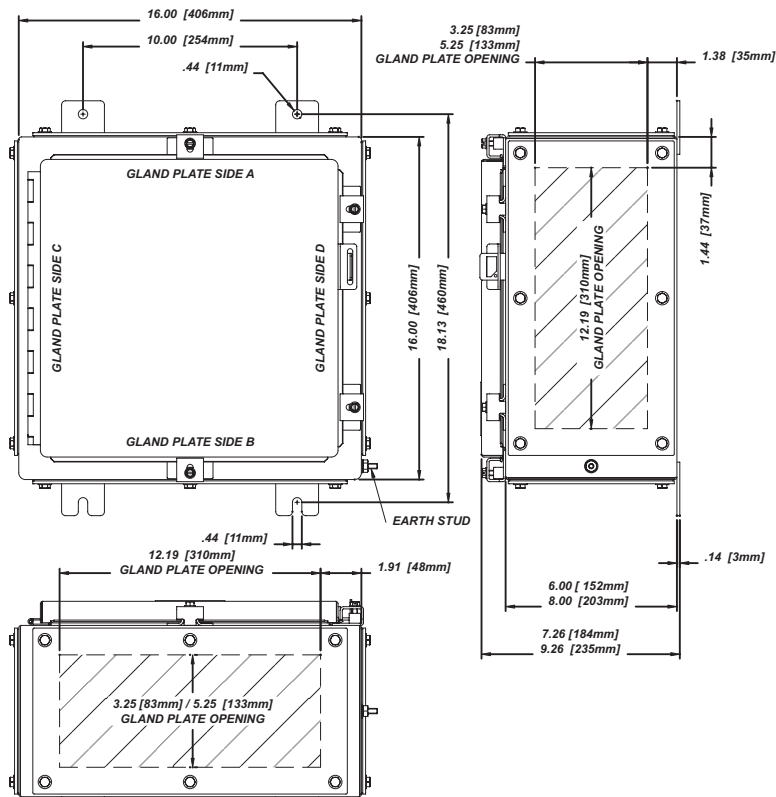 16.00 [406mm]
10.00 [254mm]
.44 [11mm]
GLAND PLATE SIDE A
GLAND PLATE SIDE C
GLAND PLATE SIDE D
GLAND PLATE SIDE B
16.00 [406mm]
18.13 [460mm]
EARTH STUD
.44 [11mm]
3.25 [83mm]
5.25 [133mm]
GLAND PLATE OPENING
1.38 [35mm]
1.44 [37mm]
12.19 [310mm]
GLAND PLATE OPENING
.14 [3mm]
6.00 [ 152mm]
8.00 [203mm]
7.26 [184mm]
9.26 [235mm]
12.19 [310mm]
GLAND PLATE OPENING
1.91 [48mm]
3.25 [83mm] / 5.25 [133mm]
GLAND PLATE OPENING